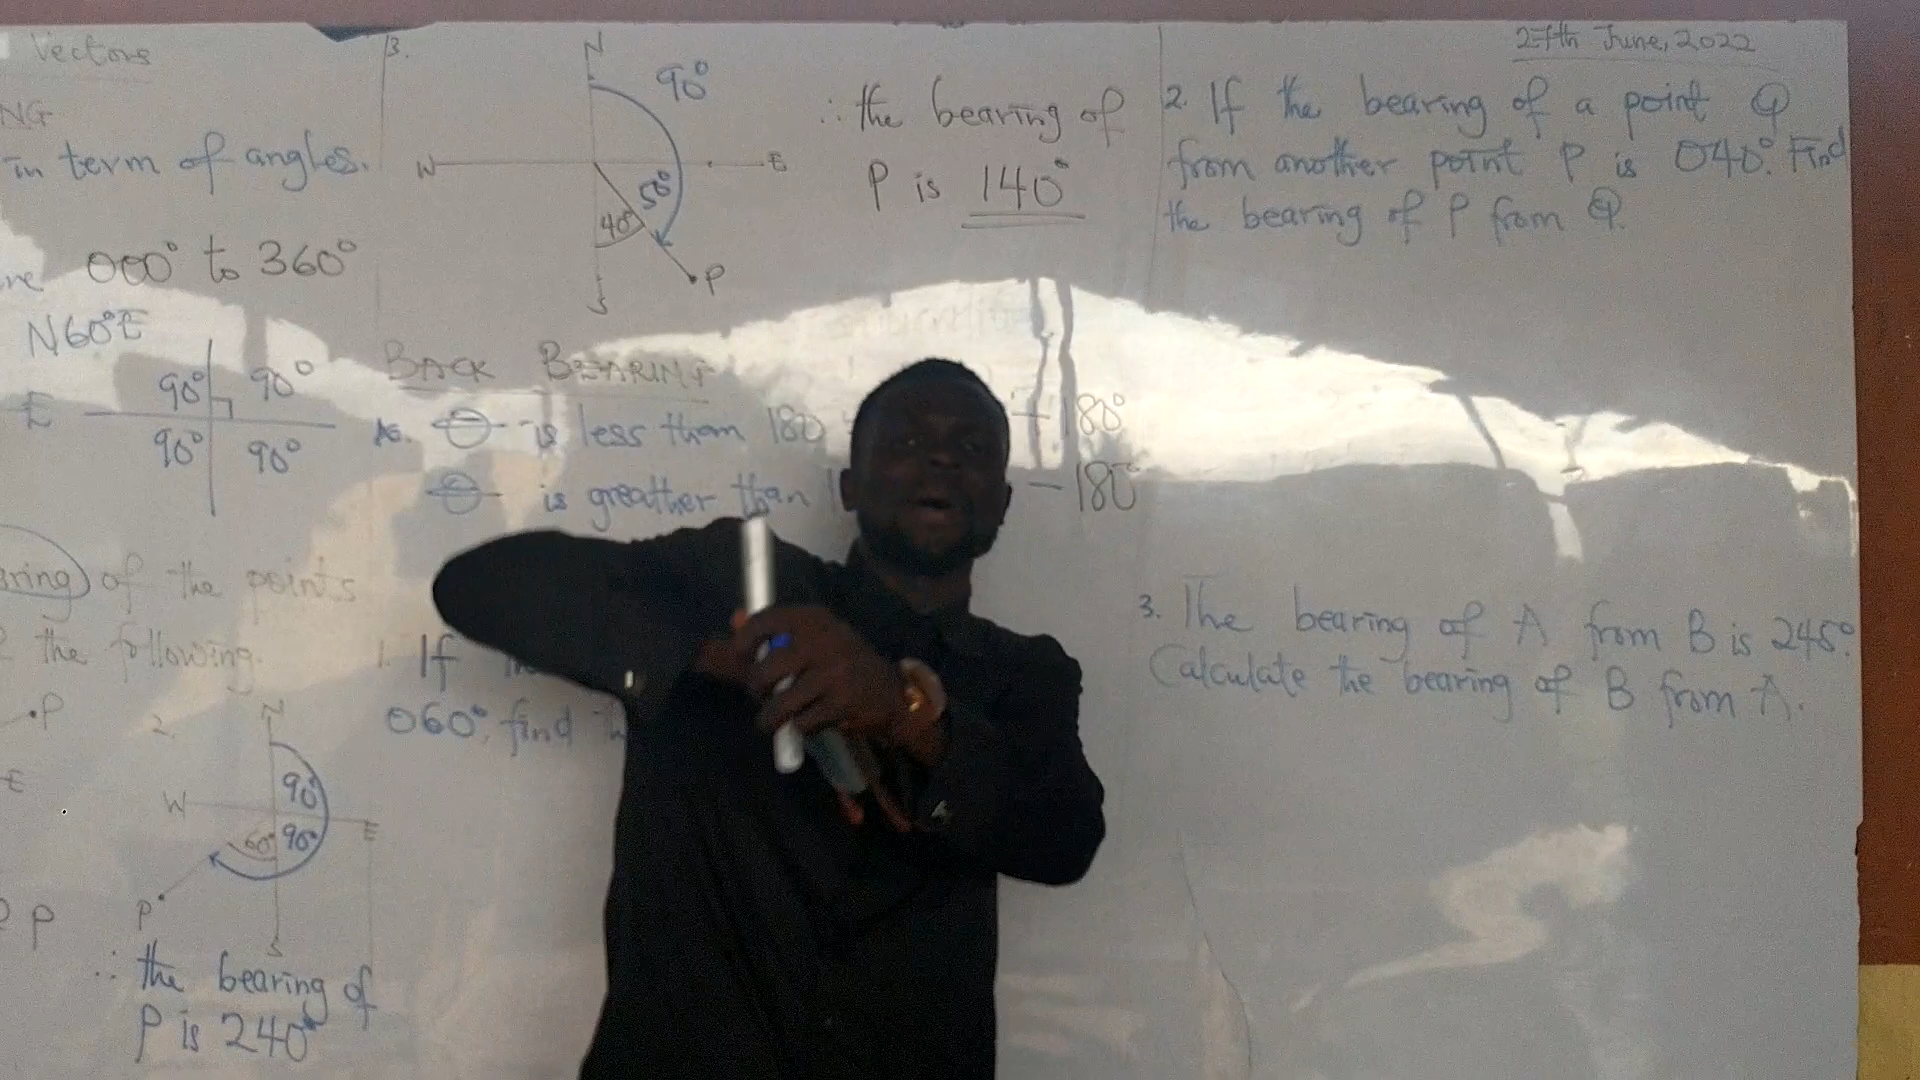 Vectors
in term of angles.
000° to 360°
N60°E
E
90° 90°
90° 90°
of the points
the following.
P
E
P
2.
N
90°
W
E
60° 90°
P
S
∴ the bearing of
P is 240°
3.
N
90°
W
E
50°
40°
P
S
∴ the bearing of
P is 140°
BACK BEARING
is less than 180 + 180°
is greather than - 180
1. If
060°, find
27th June, 2022
2. If the bearing of a point Q
from another point P is 040°. Find
the bearing of P from Q.
3. The bearing of A from B is 245°.
Calculate the bearing of B from A.